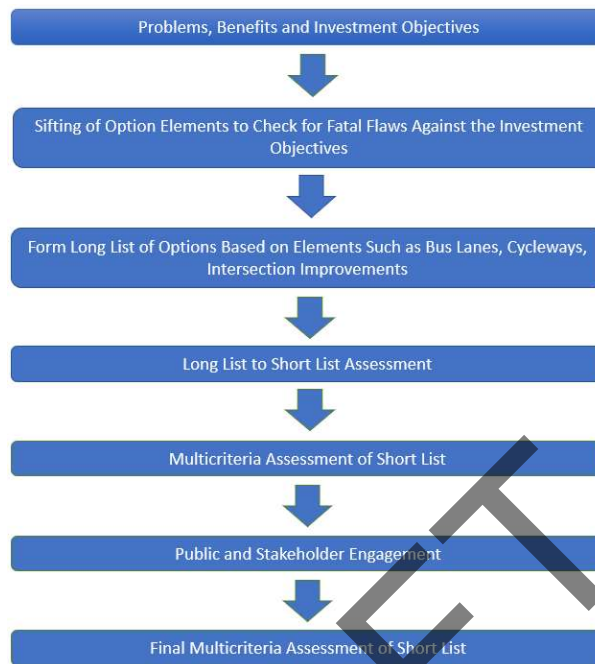 Problems, Benefits and Investment Objectives
Sifting of Option Elements to Check for Fatal Flaws Against the Investment
Objectives
Form Long List of Options Based on Elements Such as Bus Lanes, Cycleways,
Intersection Improvements
Long List to Short List Assessment
Multicriteria Assessment of Short List
Public and Stakeholder Engagement
Final Multicriteria Assessment of Short List